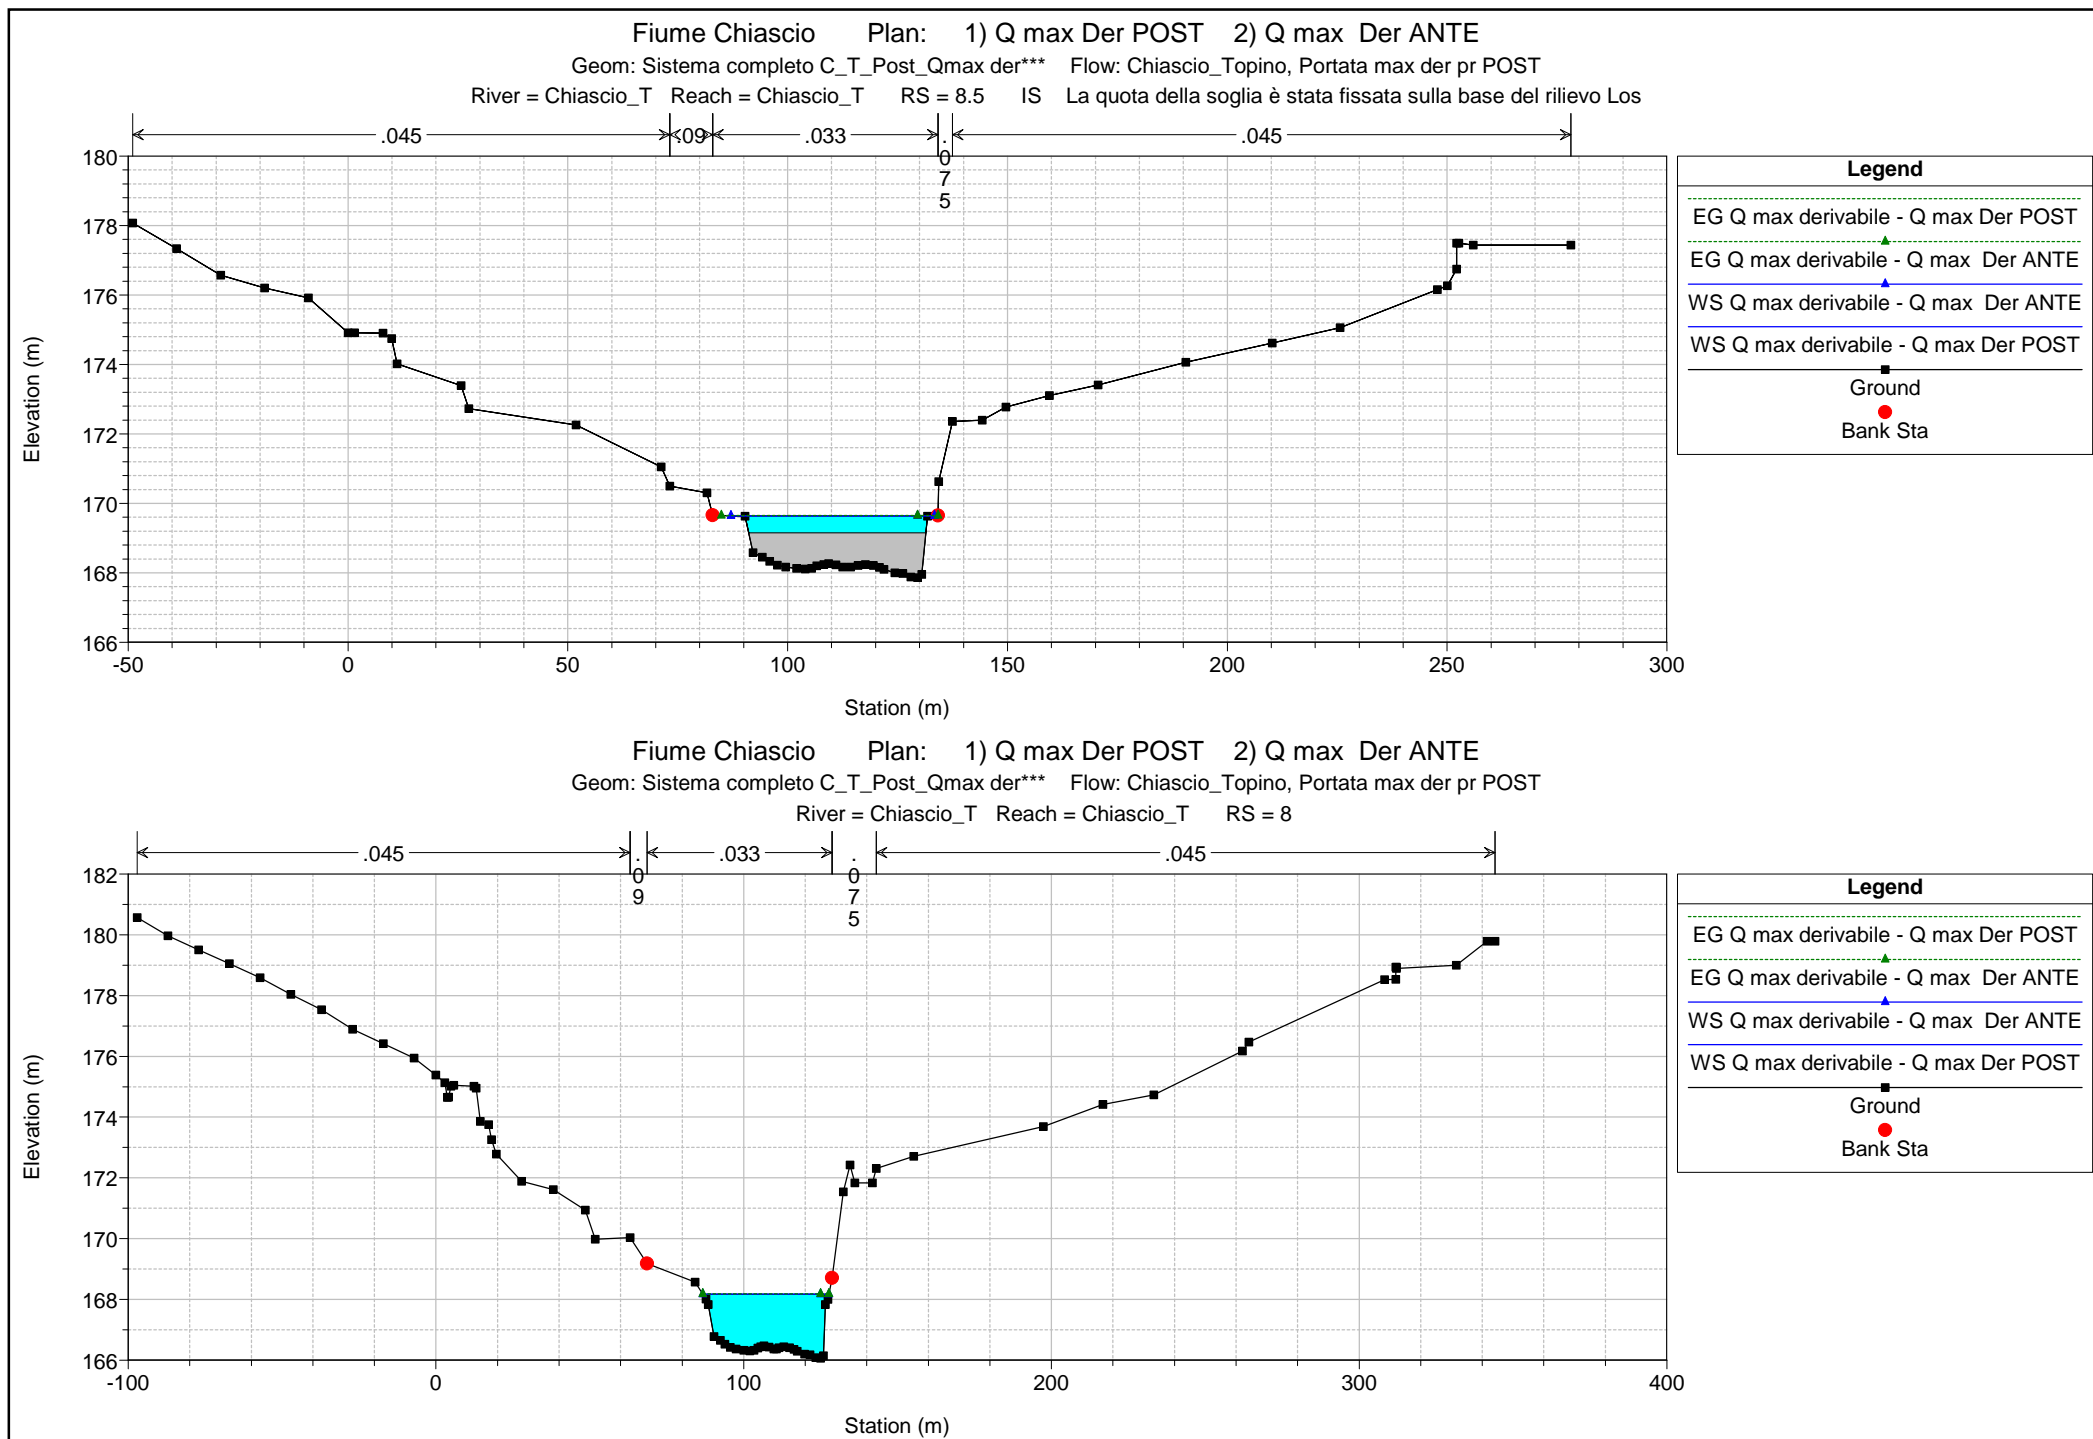 Fiume Chiascio Plan: 1) Q max Der POST 2) Q max Der ANTE
Geom: Sistema completo C_T_Post_Qmax der*** Flow: Chiascio_Topino, Portata max der pr POST
River = Chiascio_T Reach = Chiascio_T RS = 8.5 IS La quota della soglia è stata fissata sulla base del rilievo Los
.045 .09 .033 .075 .045
180
178
176
174
172
170
168
166
Elevation (m)
-50 0 50 100 150 200 250 300
Station (m)
Legend
EG Q max derivabile - Q max Der POST
EG Q max derivabile - Q max Der ANTE
WS Q max derivabile - Q max Der ANTE
WS Q max derivabile - Q max Der POST
Ground
Bank Sta
Fiume Chiascio Plan: 1) Q max Der POST 2) Q max Der ANTE
Geom: Sistema completo C_T_Post_Qmax der*** Flow: Chiascio_Topino, Portata max der pr POST
River = Chiascio_T Reach = Chiascio_T RS = 8
.045 .09 .033 .075 .045
182
180
178
176
174
172
170
168
166
Elevation (m)
-100 0 100 200 300 400
Station (m)
Legend
EG Q max derivabile - Q max Der POST
EG Q max derivabile - Q max Der ANTE
WS Q max derivabile - Q max Der ANTE
WS Q max derivabile - Q max Der POST
Ground
Bank Sta